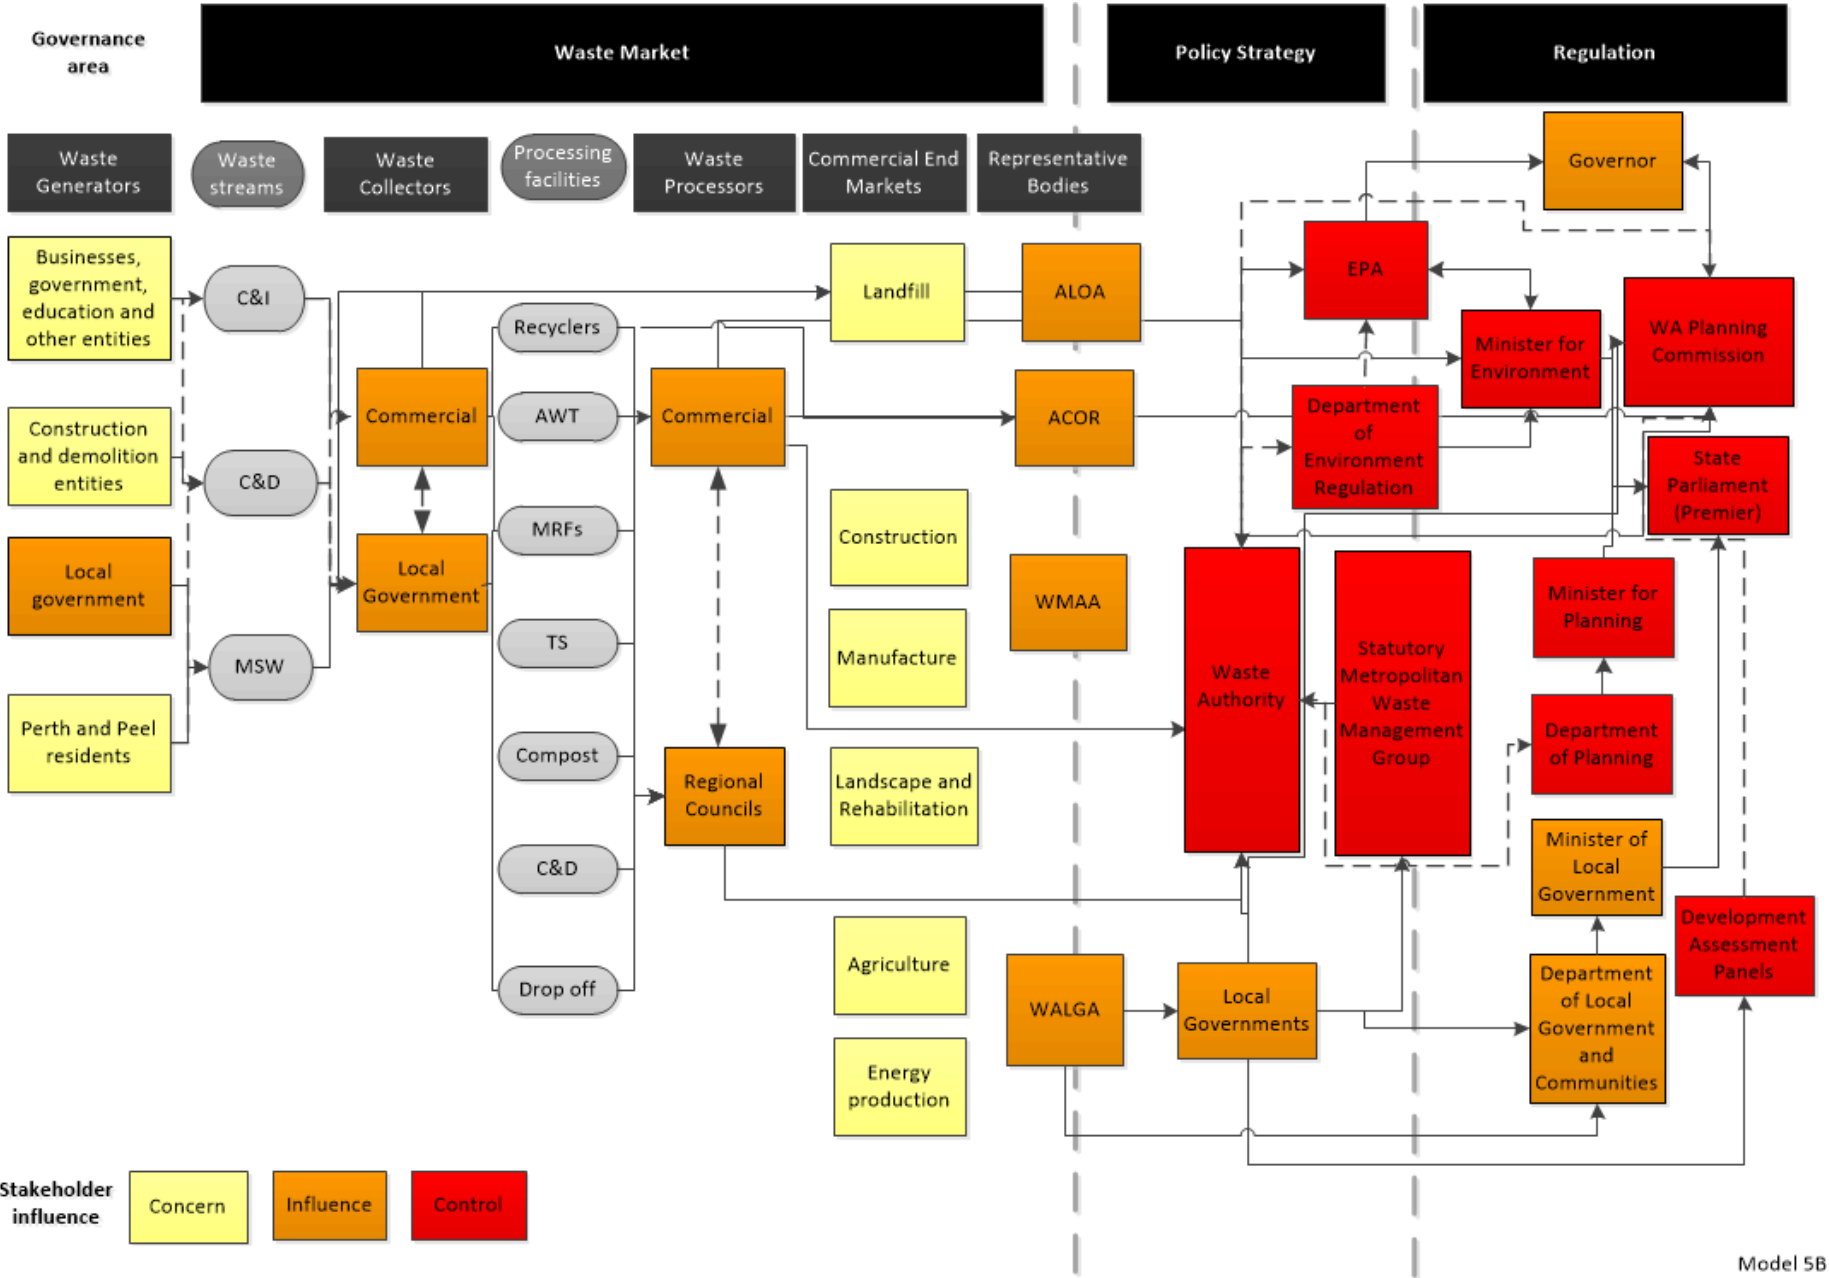 Governance
area
Waste Market
Policy Strategy
Regulation
Waste
Generators
Waste
streams
Waste
Collectors
Processing
facilities
Waste
Processors
Commercial End
Markets
Representative
Bodies
Governor
Businesses,
government,
education and
other entities
C&I
Recyclers
Landfill
ALOA
EPA
Minister for
Environment
WA Planning
Commission
Construction
and demolition
entities
C&D
Commercial
AWT
Commercial
ACOR
Department
of
Environment
Regulation
State
Parliament
(Premier)
Local
government
Local
Government
MRFs
Construction
WMAA
Minister for
Planning
MSW
TS
Manufacture
Waste
Authority
Statutory
Metropolitan
Waste
Management
Group
Perth and Peel
residents
Compost
Regional
Councils
Landscape and
Rehabilitation
Department
of Planning
C&D
Minister of
Local
Government
Development
Assessment
Panels
Drop off
Agriculture
WALGA
Local
Governments
Department
of Local
Government
and
Communities
Energy
production
Stakeholder
influence
Concern
Influence
Control
Model 5B